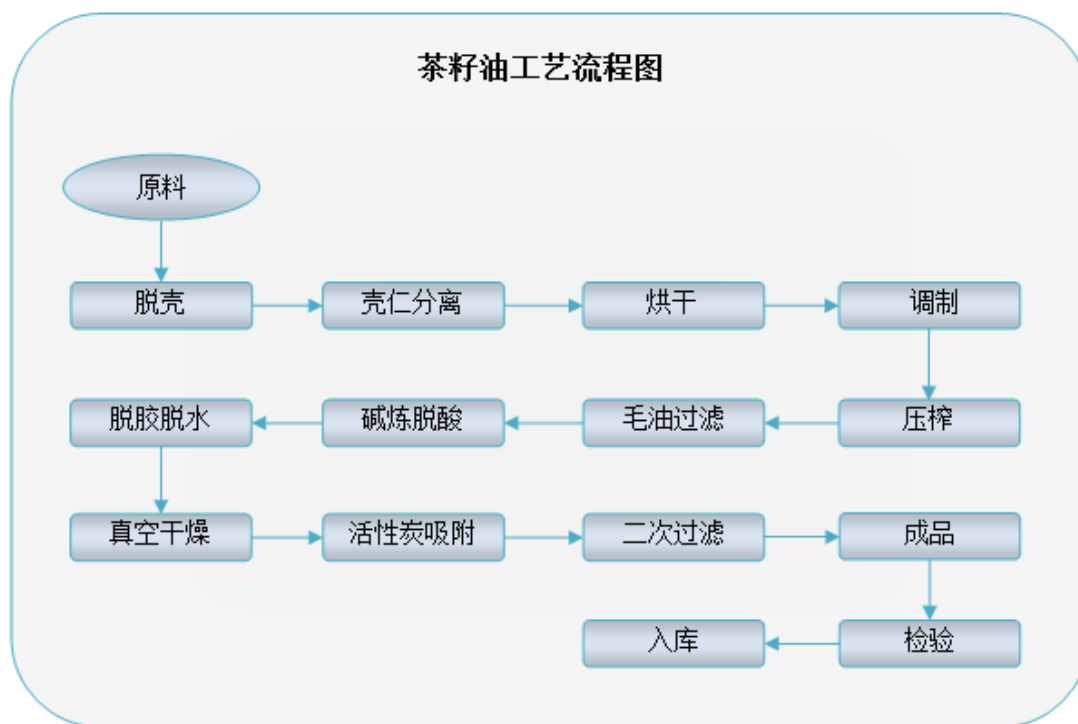 茶籽油工艺流程图
原料
脱壳
壳仁分离
烘干
调制
压榨
毛油过滤
碱炼脱酸
脱胶脱水
真空干燥
活性炭吸附
二次过滤
成品
检验
入库